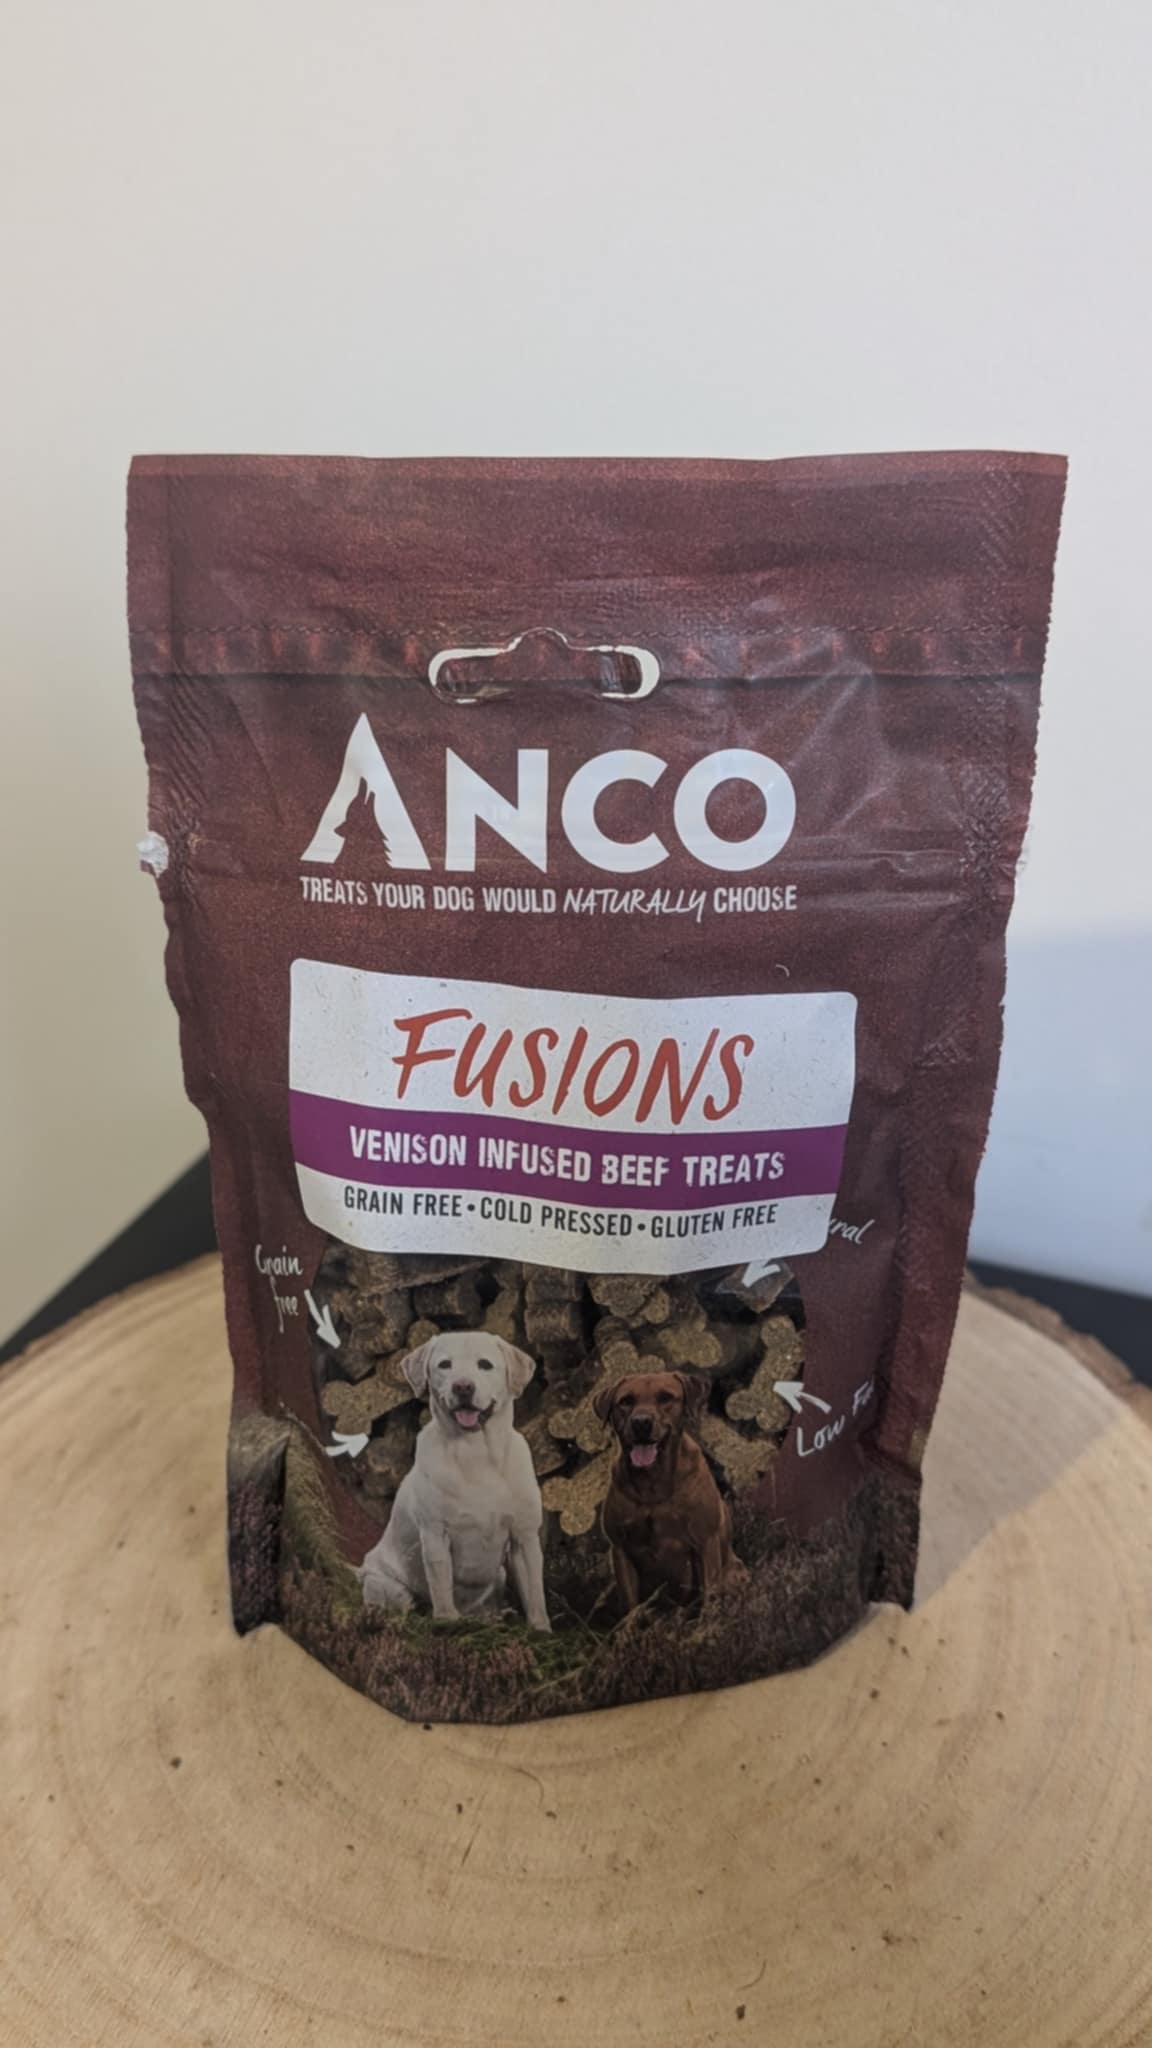 ANCO
TREATS YOUR DOG WOULD NATURALLY CHOOSE
FUSIONS
VENISON INFUSED BEEF TREATS
GRAIN FREE • COLD PRESSED • GLUTEN FREE
Grain
free
Low